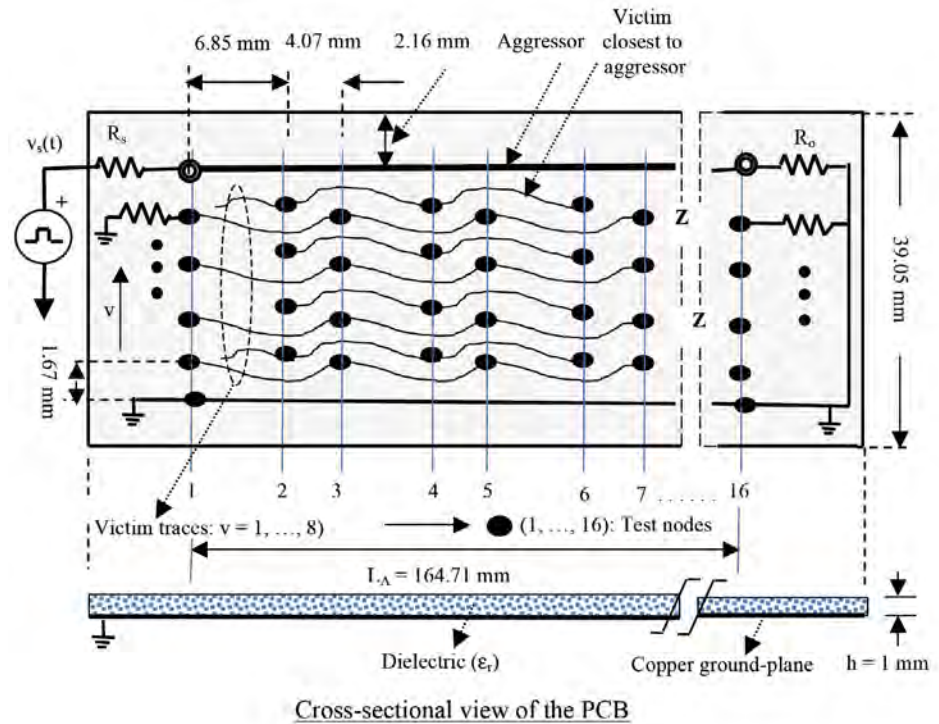 6.85 mm
4.07 mm
2.16 mm
Aggressor
Victim
closest to
aggressor
vₛ(t)
Rₛ
Rₒ
+
Z
Z
v
1.67 mm
39.05 mm
1
2
3
4
5
6
7
. . . . . .
16
Victim traces: v = 1, …, 8)
(1, …, 16): Test nodes
L_A = 164.71 mm
Dielectric (εᵣ)
Copper ground-plane
h = 1 mm
Cross-sectional view of the PCB